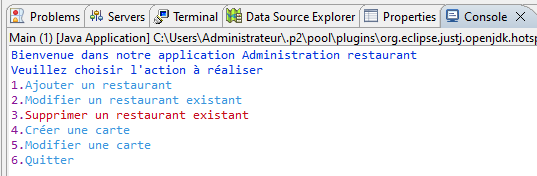 Problems Servers Terminal Data Source Explorer Properties Console
Main (1) [Java Application] C:\Users\Administrateur\.p2\pool\plugins\org.eclipse.justj.openjdk.hotsp
Bienvenue dans notre application Administration restaurant
Veuillez choisir l'action à réaliser
1.Ajouter un restaurant
2.Modifier un restaurant existant
3.Supprimer un restaurant existant
4.Créer une carte
5.Modifier une carte
6.Quitter